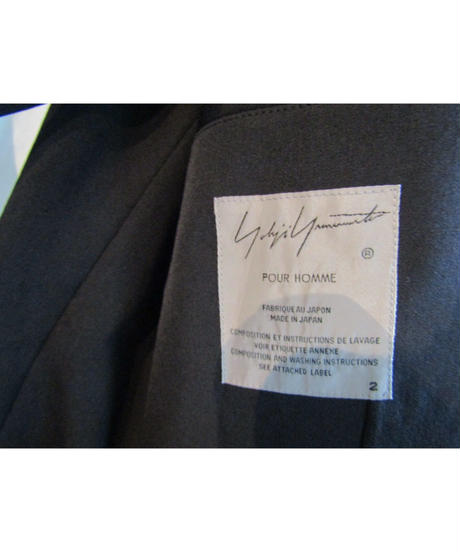 Yohji Yamamoto
®
POUR HOMME
FABRIQUE AU JAPON
MADE IN JAPAN
COMPOSITION ET INSTRUCTIONS DE LAVAGE
VOIR ETIQUETTE ANNEXE
COMPOSITION AND WASHING INSTRUCTIONS
SEE ATTACHED LABEL
2